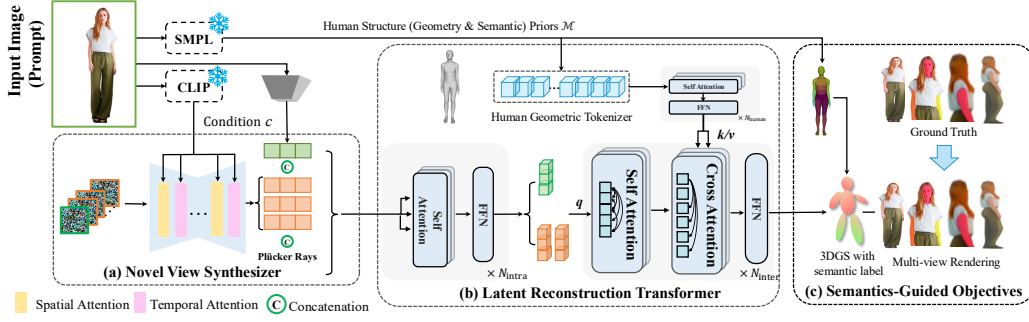 Input Image
(Prompt)
SMPL
CLIP
Human Structure (Geometry & Semantic) Priors ℳ
Condition c
C
C
Plücker Rays
(a) Novel View Synthesizer
Spatial Attention
Temporal Attention
C Concatenation
Self
Attention
FFN
× N_intra
Human Geometric Tokenizer
Self Attention
FFN
× N_human
k/v
q
Self Attention
Cross Attention
FFN
× N_inter
(b) Latent Reconstruction Transformer
Ground Truth
3DGS with
semantic label
Multi-view Rendering
(c) Semantics-Guided Objectives